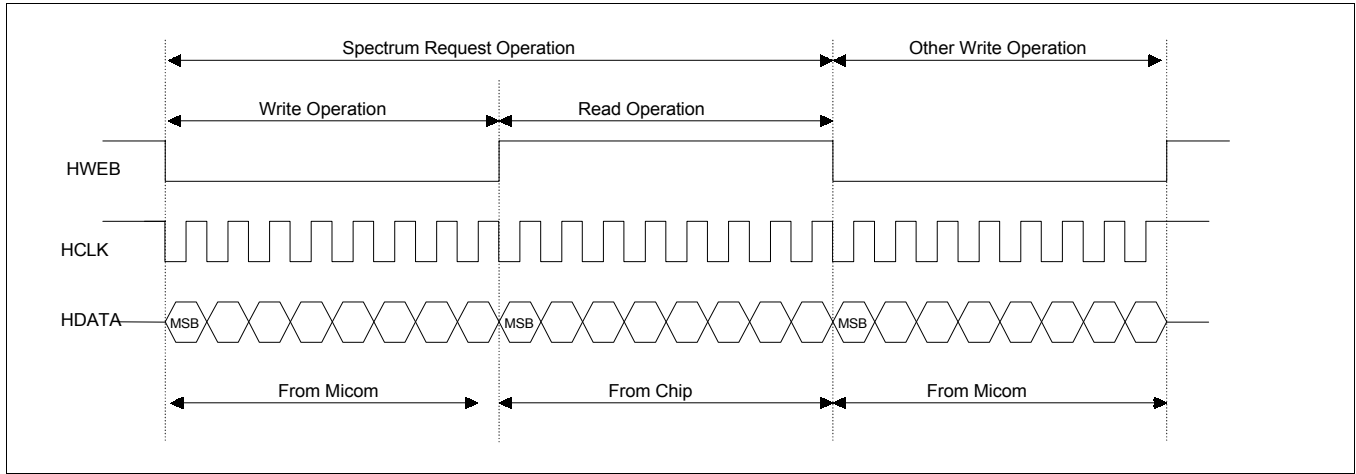 Spectrum Request Operation Other Write Operation
Write Operation Read Operation
HWEB
HCLK
HDATA MSB MSB MSB
From Micom From Chip From Micom